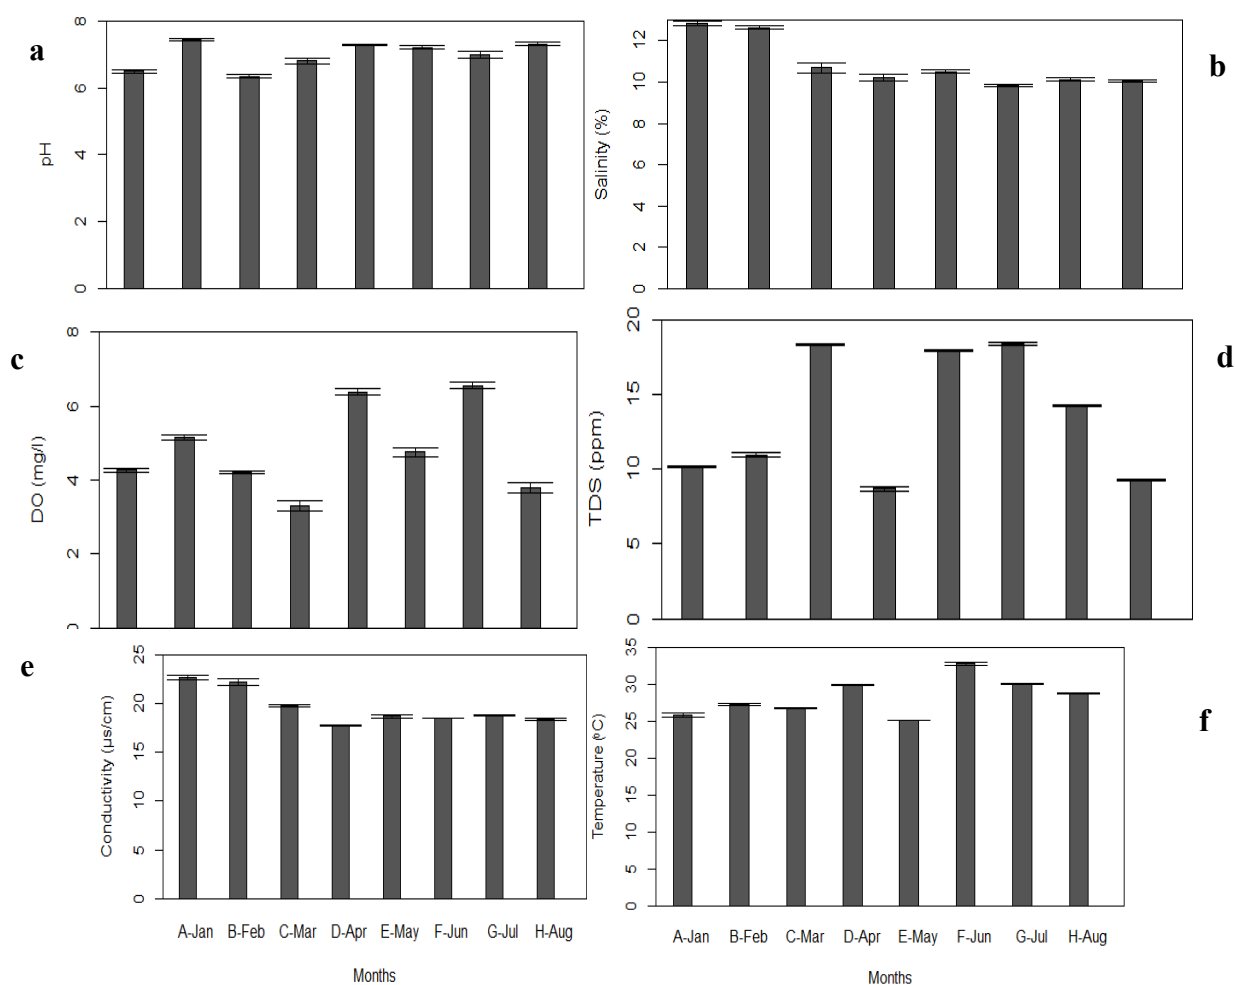 a
pH
0
2
4
6
8
b
Salinity (%)
0
2
4
6
8
10
12
c
DO (mg/l)
0
2
4
6
8
d
TDS (ppm)
0
5
10
15
20
e
Conductivity (µs/cm)
0
5
10
15
20
25
A-Jan B-Feb C-Mar D-Apr E-May F-Jun G-Jul H-Aug
Months
f
Temperature (⁰C)
0
5
10
15
20
25
30
35
A-Jan B-Feb C-Mar D-Apr E-May F-Jun G-Jul H-Aug
Months